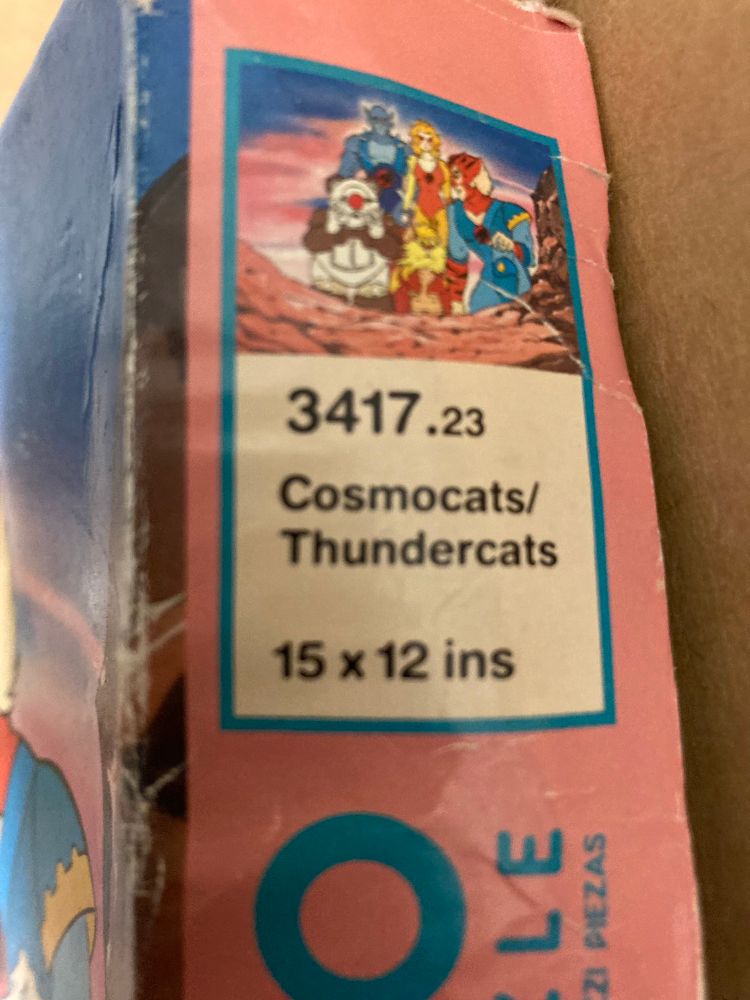 3417.23
Cosmocats/
Thundercats
15 x 12 ins
PIEZAS